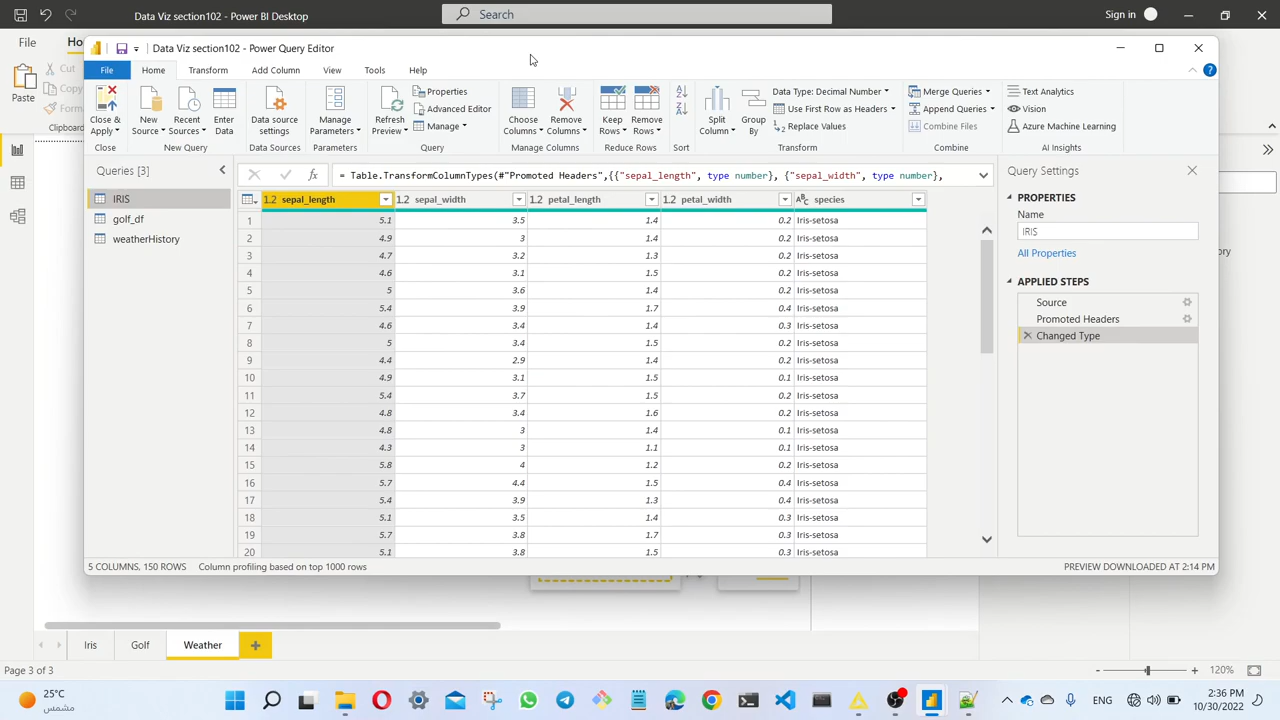 Data Viz section102 - Power BI Desktop
Search
Sign in
File
Ho
Cut
Copy
Form
Paste
Clipboard
Data Viz section102 - Power Query Editor
File Home Transform Add Column View Tools Help
Close & Apply
New Source
Recent Sources
Enter Data
Data source settings
Manage Parameters
Refresh Preview
Properties
Advanced Editor
Manage
Choose Columns
Remove Columns
Keep Rows
Remove Rows
Split Column
Group By
Data Type: Decimal Number
Use First Row as Headers
Replace Values
Merge Queries
Append Queries
Combine Files
Text Analytics
Vision
Azure Machine Learning
Close New Query Data Sources Parameters Query Manage Columns Reduce Rows Sort Transform Combine AI Insights
Queries [3]
IRIS
golf_df
weatherHistory
fx
= Table.TransformColumnTypes(#"Promoted Headers",{{"sepal_length", type number}, {"sepal_width", type number},
1.2 sepal_length 1.2 sepal_width 1.2 petal_length 1.2 petal_width ABC species
1 5.1 3.5 1.4 0.2 Iris-setosa
2 4.9 3 1.4 0.2 Iris-setosa
3 4.7 3.2 1.3 0.2 Iris-setosa
4 4.6 3.1 1.5 0.2 Iris-setosa
5 5 3.6 1.4 0.2 Iris-setosa
6 5.4 3.9 1.7 0.4 Iris-setosa
7 4.6 3.4 1.4 0.3 Iris-setosa
8 5 3.4 1.5 0.2 Iris-setosa
9 4.4 2.9 1.4 0.2 Iris-setosa
10 4.9 3.1 1.5 0.1 Iris-setosa
11 5.4 3.7 1.5 0.2 Iris-setosa
12 4.8 3.4 1.6 0.2 Iris-setosa
13 4.8 3 1.4 0.1 Iris-setosa
14 4.3 3 1.1 0.1 Iris-setosa
15 5.8 4 1.2 0.2 Iris-setosa
16 5.7 4.4 1.5 0.4 Iris-setosa
17 5.4 3.9 1.3 0.4 Iris-setosa
18 5.1 3.5 1.4 0.3 Iris-setosa
19 5.7 3.8 1.7 0.3 Iris-setosa
20 5.1 3.8 1.5 0.3 Iris-setosa
Query Settings
PROPERTIES
Name
IRIS
All Properties
APPLIED STEPS
Source
Promoted Headers
Changed Type
ory
5 COLUMNS, 150 ROWS Column profiling based on top 1000 rows
PREVIEW DOWNLOADED AT 2:14 PM
Iris Golf Weather
Page 3 of 3
120%
25°C
مشمس
ENG
2:36 PM
10/30/2022